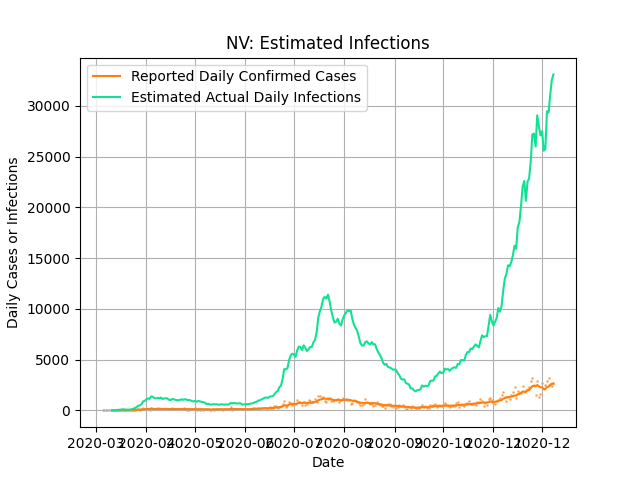 NV: Estimated Infections
Reported Daily Confirmed Cases
Estimated Actual Daily Infections
Daily Cases or Infections
30000
25000
20000
15000
10000
5000
0
2020-03 2020-04 2020-05 2020-06 2020-07 2020-08 2020-09 2020-10 2020-11 2020-12
Date